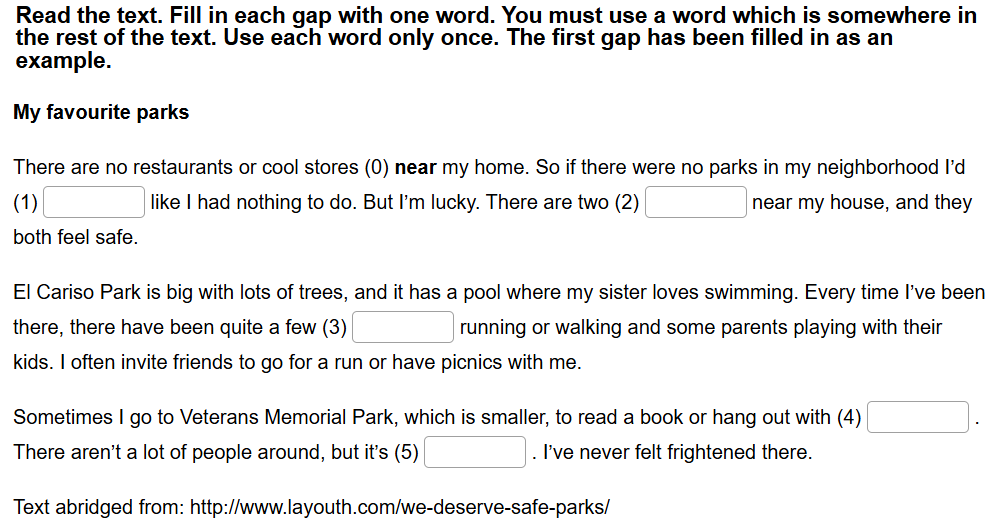 Read the text. Fill in each gap with one word. You must use a word which is somewhere in
the rest of the text. Use each word only once. The first gap has been filled in as an
example.
My favourite parks
There are no restaurants or cool stores (0) near my home. So if there were no parks in my neighborhood I’d
(1) like I had nothing to do. But I’m lucky. There are two (2) near my house, and they
both feel safe.
El Cariso Park is big with lots of trees, and it has a pool where my sister loves swimming. Every time I’ve been
there, there have been quite a few (3) running or walking and some parents playing with their
kids. I often invite friends to go for a run or have picnics with me.
Sometimes I go to Veterans Memorial Park, which is smaller, to read a book or hang out with (4) .
There aren’t a lot of people around, but it’s (5) . I’ve never felt frightened there.
Text abridged from: http://www.layouth.com/we-deserve-safe-parks/